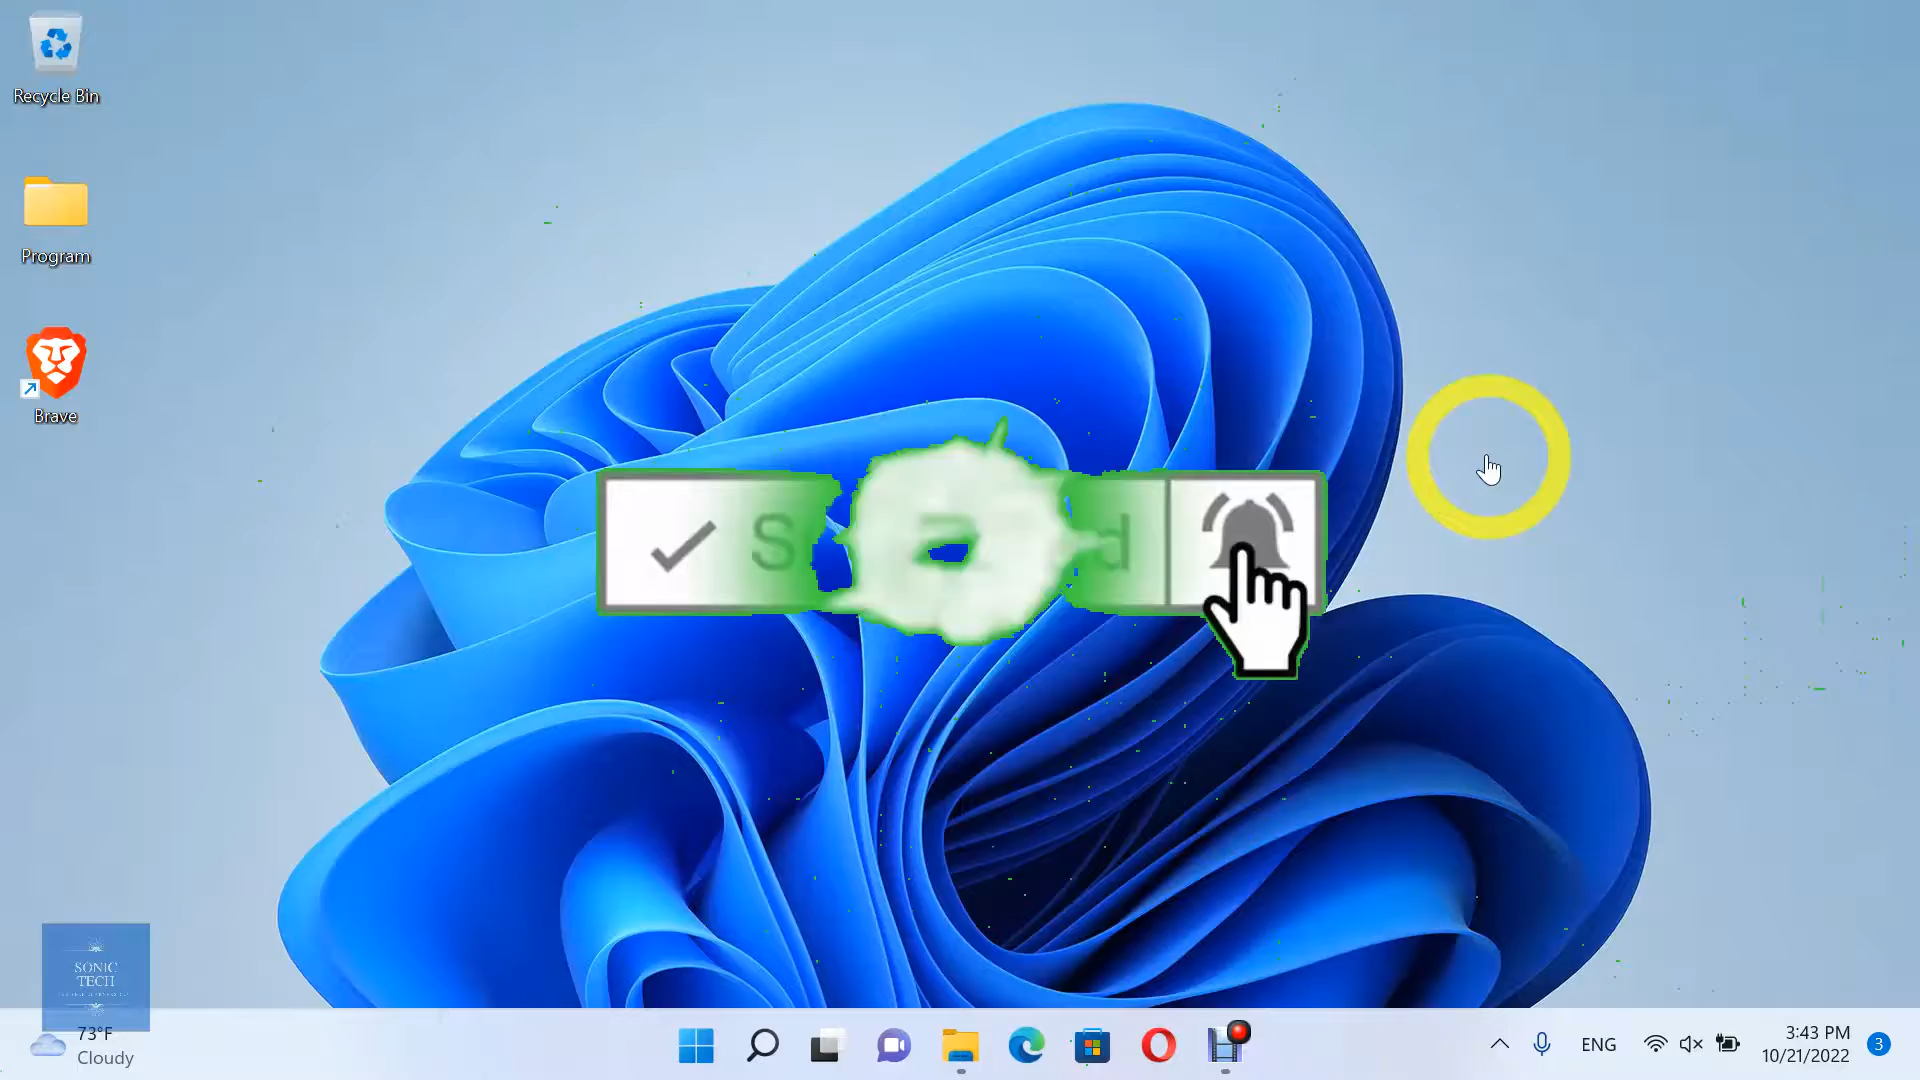 Recycle Bin
Program
Brave
SONIC
TECH
73°F
Cloudy
ENG
3:43 PM
10/21/2022
3